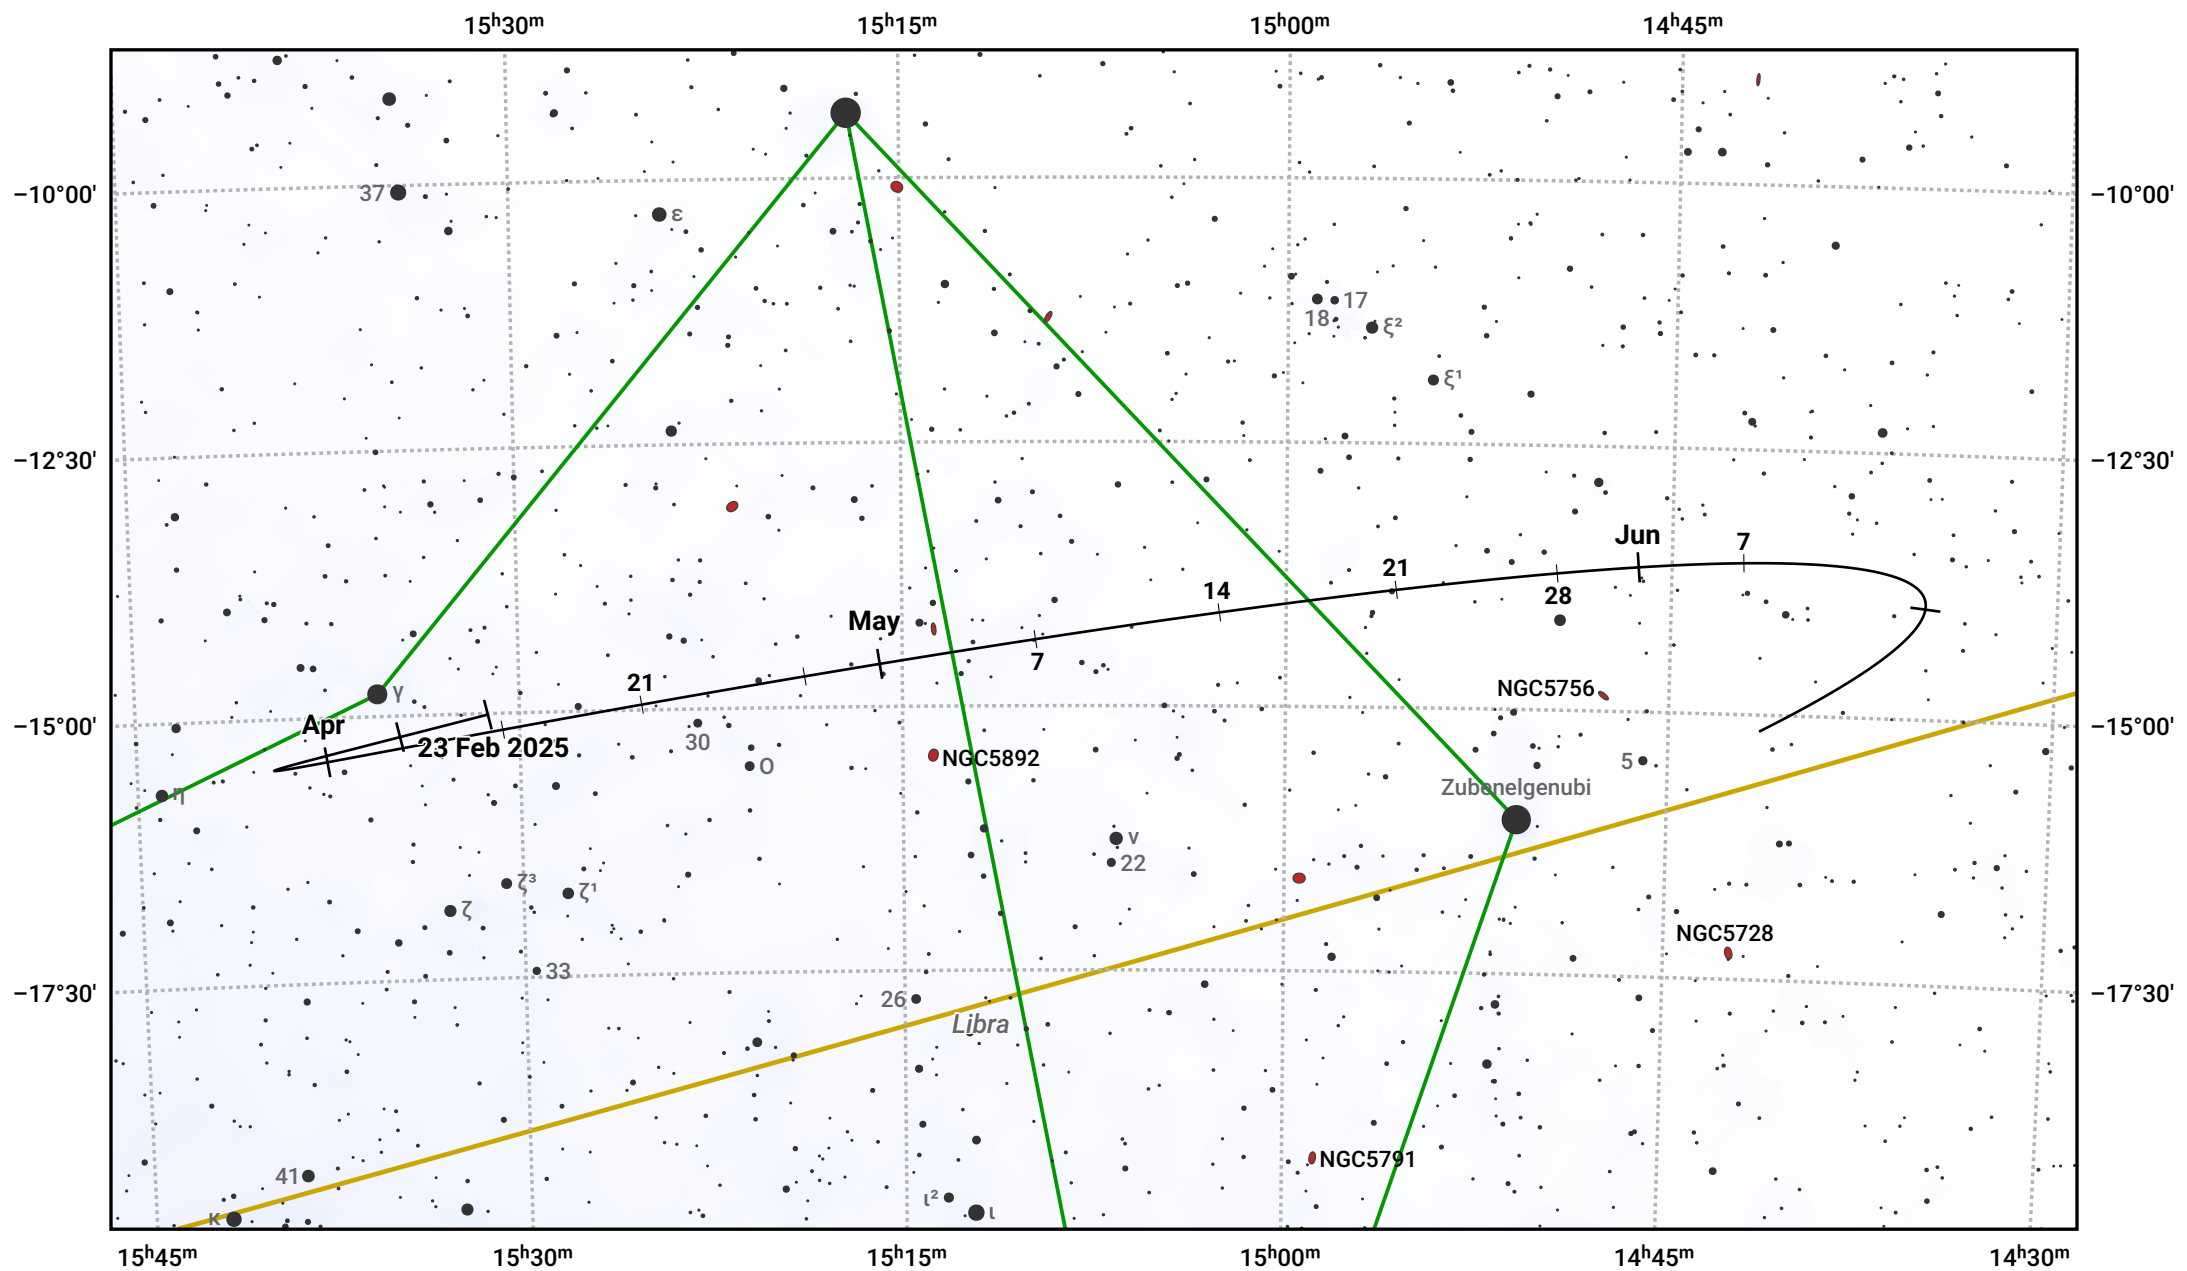 15ʰ30ᵐ 15ʰ15ᵐ 15ʰ00ᵐ 14ʰ45ᵐ
−10°00' 37 ε −10°00'
17
18 ξ²
ξ¹
−12°30' −12°30'
Jun 7
21
14 28
May
7
21
γ NGC5756
Apr −15°00' −15°00'
23 Feb 2025 30
O NGC5892 5
Zubenelgenubi
η
ν
22
ζ³ ζ¹
ζ
NGC5728
33
−17°30' −17°30'
26
Libra
NGC5791
41
ι²
κ ι
15ʰ45ᵐ 15ʰ30ᵐ 15ʰ15ᵐ 15ʰ00ᵐ 14ʰ45ᵐ 14ʰ30ᵐ